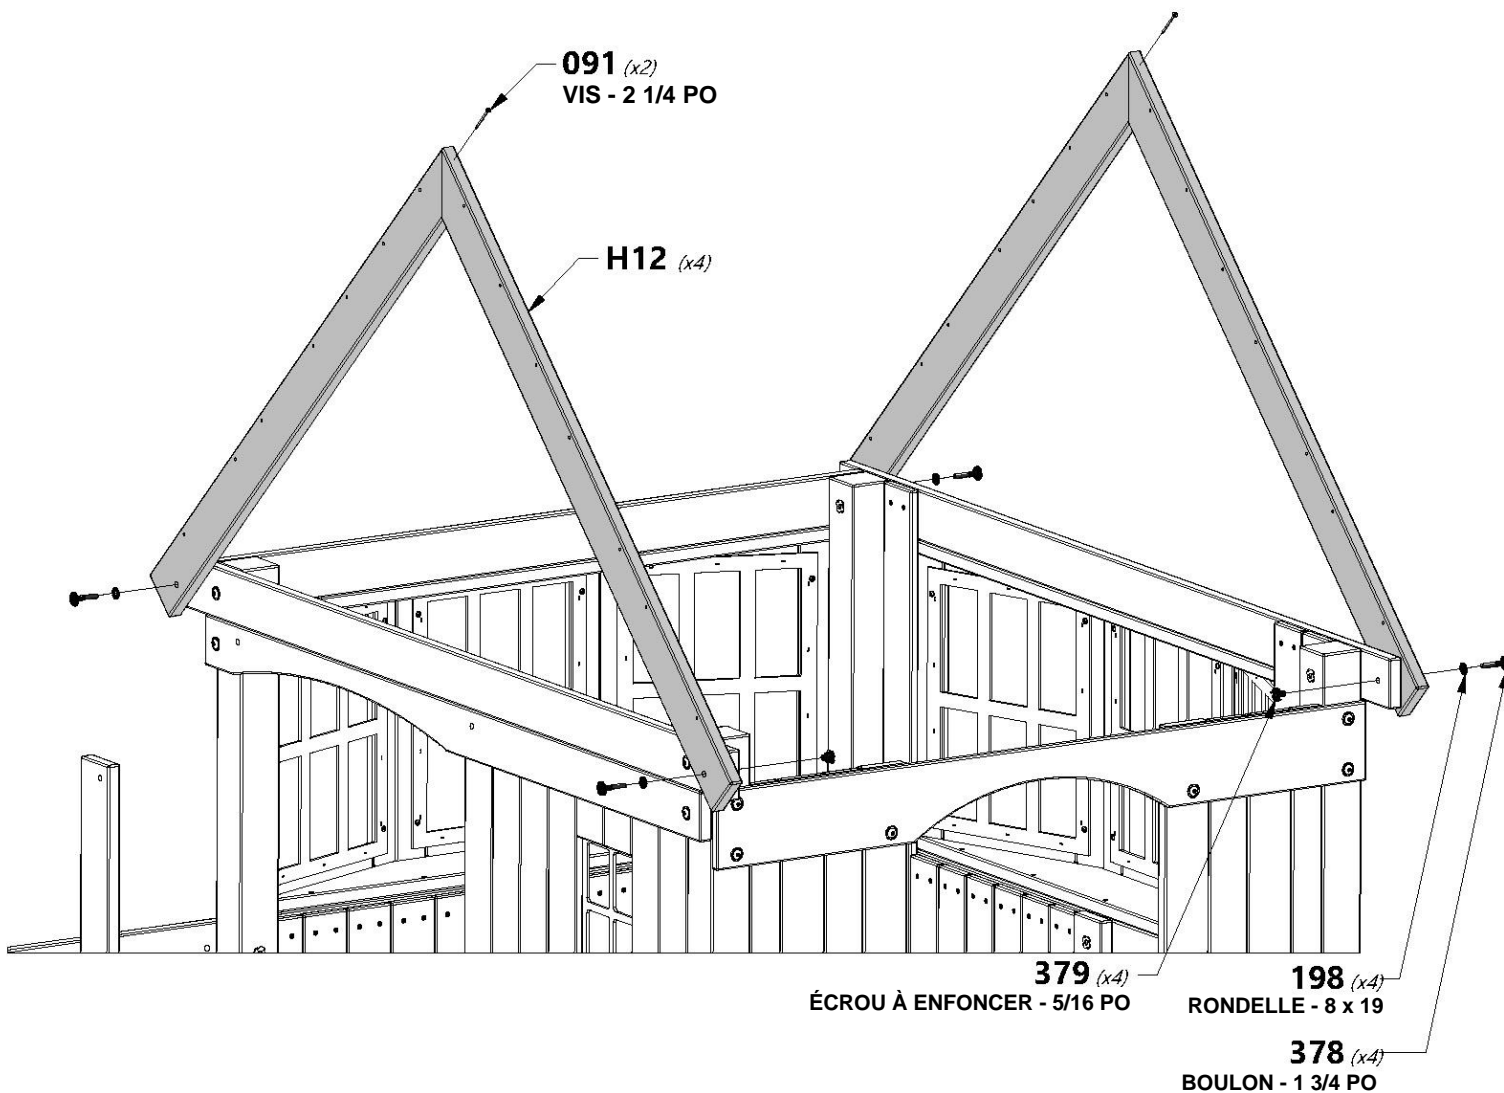 091 (x2)
VIS - 2 1/4 PO
H12 (x4)
379 (x4)
ÉCROU À ENFONCER - 5/16 PO
198 (x4)
RONDELLE - 8 x 19
378 (x4)
BOULON - 1 3/4 PO